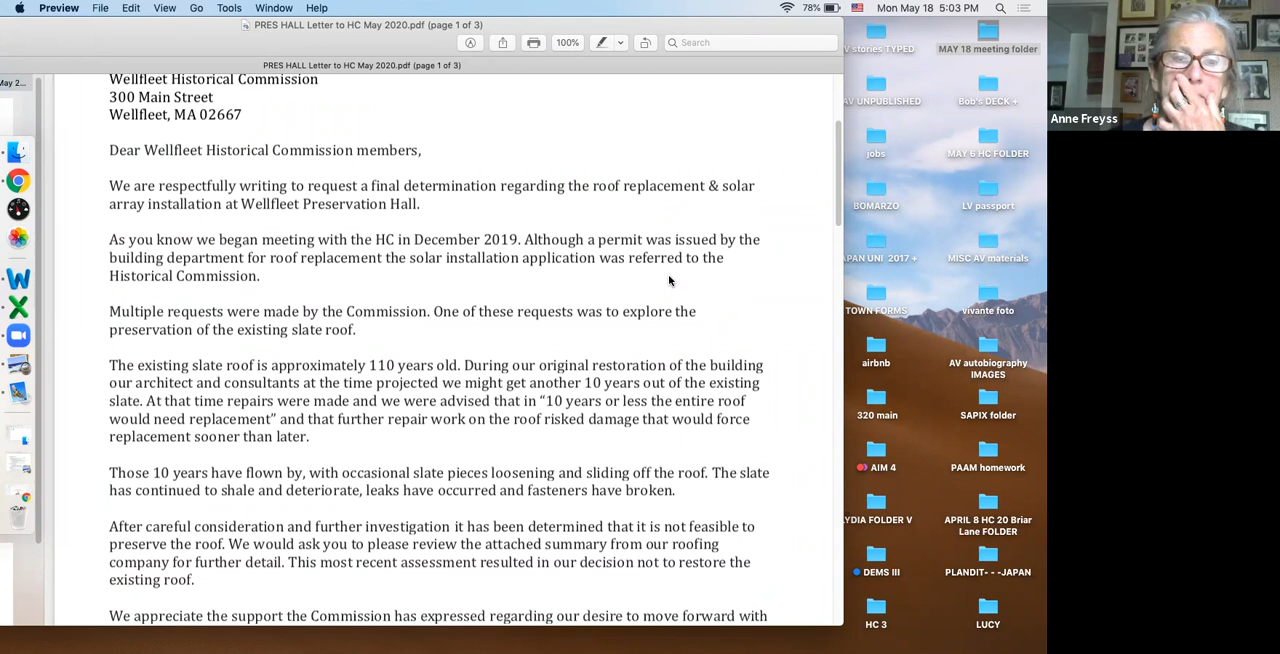 Preview File Edit View Go Tools Window Help
78% Mon May 18 5:03 PM
PRES HALL Letter to HC May 2020.pdf (page 1 of 3)
100%
Search
PRES HALL Letter to HC May 2020.pdf (page 1 of 3)
May 2...
Wellfleet Historical Commission
300 Main Street
Wellfleet, MA 02667
Dear Wellfleet Historical Commission members,
We are respectfully writing to request a final determination regarding the roof replacement & solar
array installation at Wellfleet Preservation Hall.
As you know we began meeting with the HC in December 2019. Although a permit was issued by the
building department for roof replacement the solar installation application was referred to the
Historical Commission.
Multiple requests were made by the Commission. One of these requests was to explore the
preservation of the existing slate roof.
The existing slate roof is approximately 110 years old. During our original restoration of the building
our architect and consultants at the time projected we might get another 10 years out of the existing
slate. At that time repairs were made and we were advised that in “10 years or less the entire roof
would need replacement” and that further repair work on the roof risked damage that would force
replacement sooner than later.
Those 10 years have flown by, with occasional slate pieces loosening and sliding off the roof. The slate
has continued to shale and deteriorate, leaks have occurred and fasteners have broken.
After careful consideration and further investigation it has been determined that it is not feasible to
preserve the roof. We would ask you to please review the attached summary from our roofing
company for further detail. This most recent assessment resulted in our decision not to restore the
existing roof.
We appreciate the support the Commission has expressed regarding our desire to move forward with
V stories TYPED
MAY 18 meeting folder
AV UNPUBLISHED
Bob's DECK +
jobs
MAY 6 HC FOLDER
BOMARZO
LV passport
APAN UNI 2017 +
MISC AV materials
TOWN FORMS
vivante foto
airbnb
AV autobiography
IMAGES
320 main
SAPIX folder
AIM 4
PAAM homework
LYDIA FOLDER V
APRIL 8 HC 20 Briar
Lane FOLDER
DEMS III
PLANDIT- - -JAPAN
HC 3
LUCY
Anne Freyss